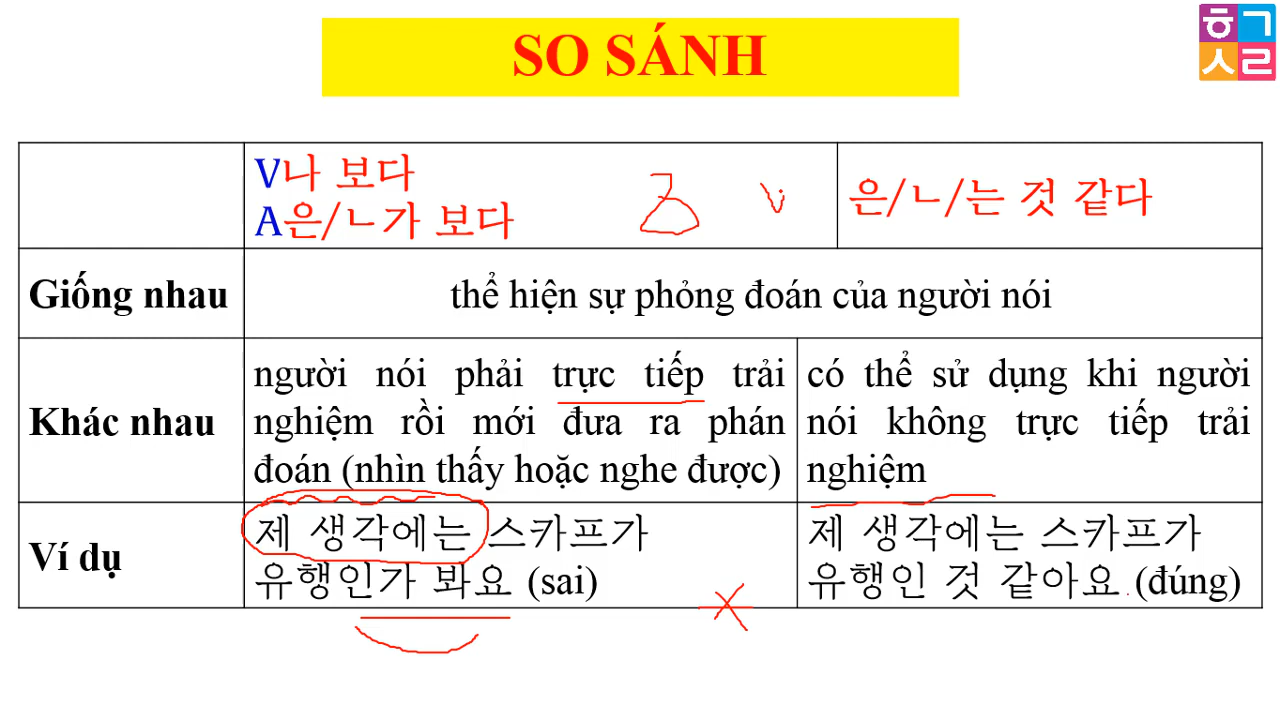 SO SÁNH
ㅎㄱ
ㅅㄹ
V나 보다
A은/ㄴ가 보다
은/ㄴ/는 것 같다
Giống nhau
thể hiện sự phỏng đoán của người nói
Khác nhau
người nói phải trực tiếp trải
nghiệm rồi mới đưa ra phán
đoán (nhìn thấy hoặc nghe được)
có thể sử dụng khi người
nói không trực tiếp trải
nghiệm
Ví dụ
제 생각에는 스카프가
유행인가 봐요 (sai)
제 생각에는 스카프가
유행인 것 같아요 (đúng)